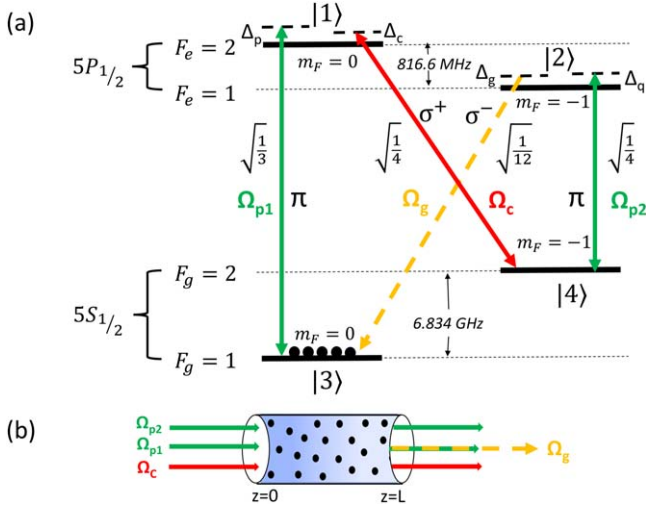 (a)
|1⟩
Δp
Δc
5P1/2
Fe = 2
mF = 0
816.6 MHz
|2⟩
Δg
Δq
Fe = 1
mF = −1
σ+
σ−
√1/3
√1/4
√1/12
√1/4
Ωp1
π
Ωg
Ωc
π
Ωp2
mF = −1
5S1/2
Fg = 2
|4⟩
mF = 0
6.834 GHz
Fg = 1
|3⟩
(b)
Ωp2
Ωp1
Ωc
Ωg
z=0
z=L